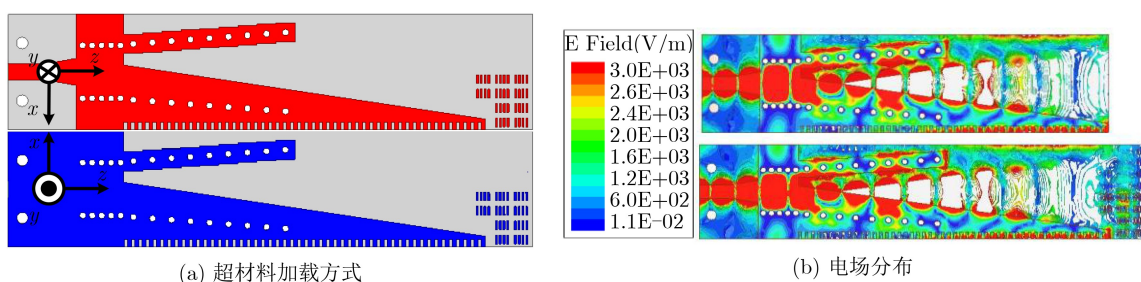 y
z
x
x
z
y
(a) 超材料加载方式
E Field(V/m)
3.0E+03
2.6E+03
2.4E+03
2.0E+03
1.6E+03
1.2E+03
6.0E+02
1.1E-02
(b) 电场分布